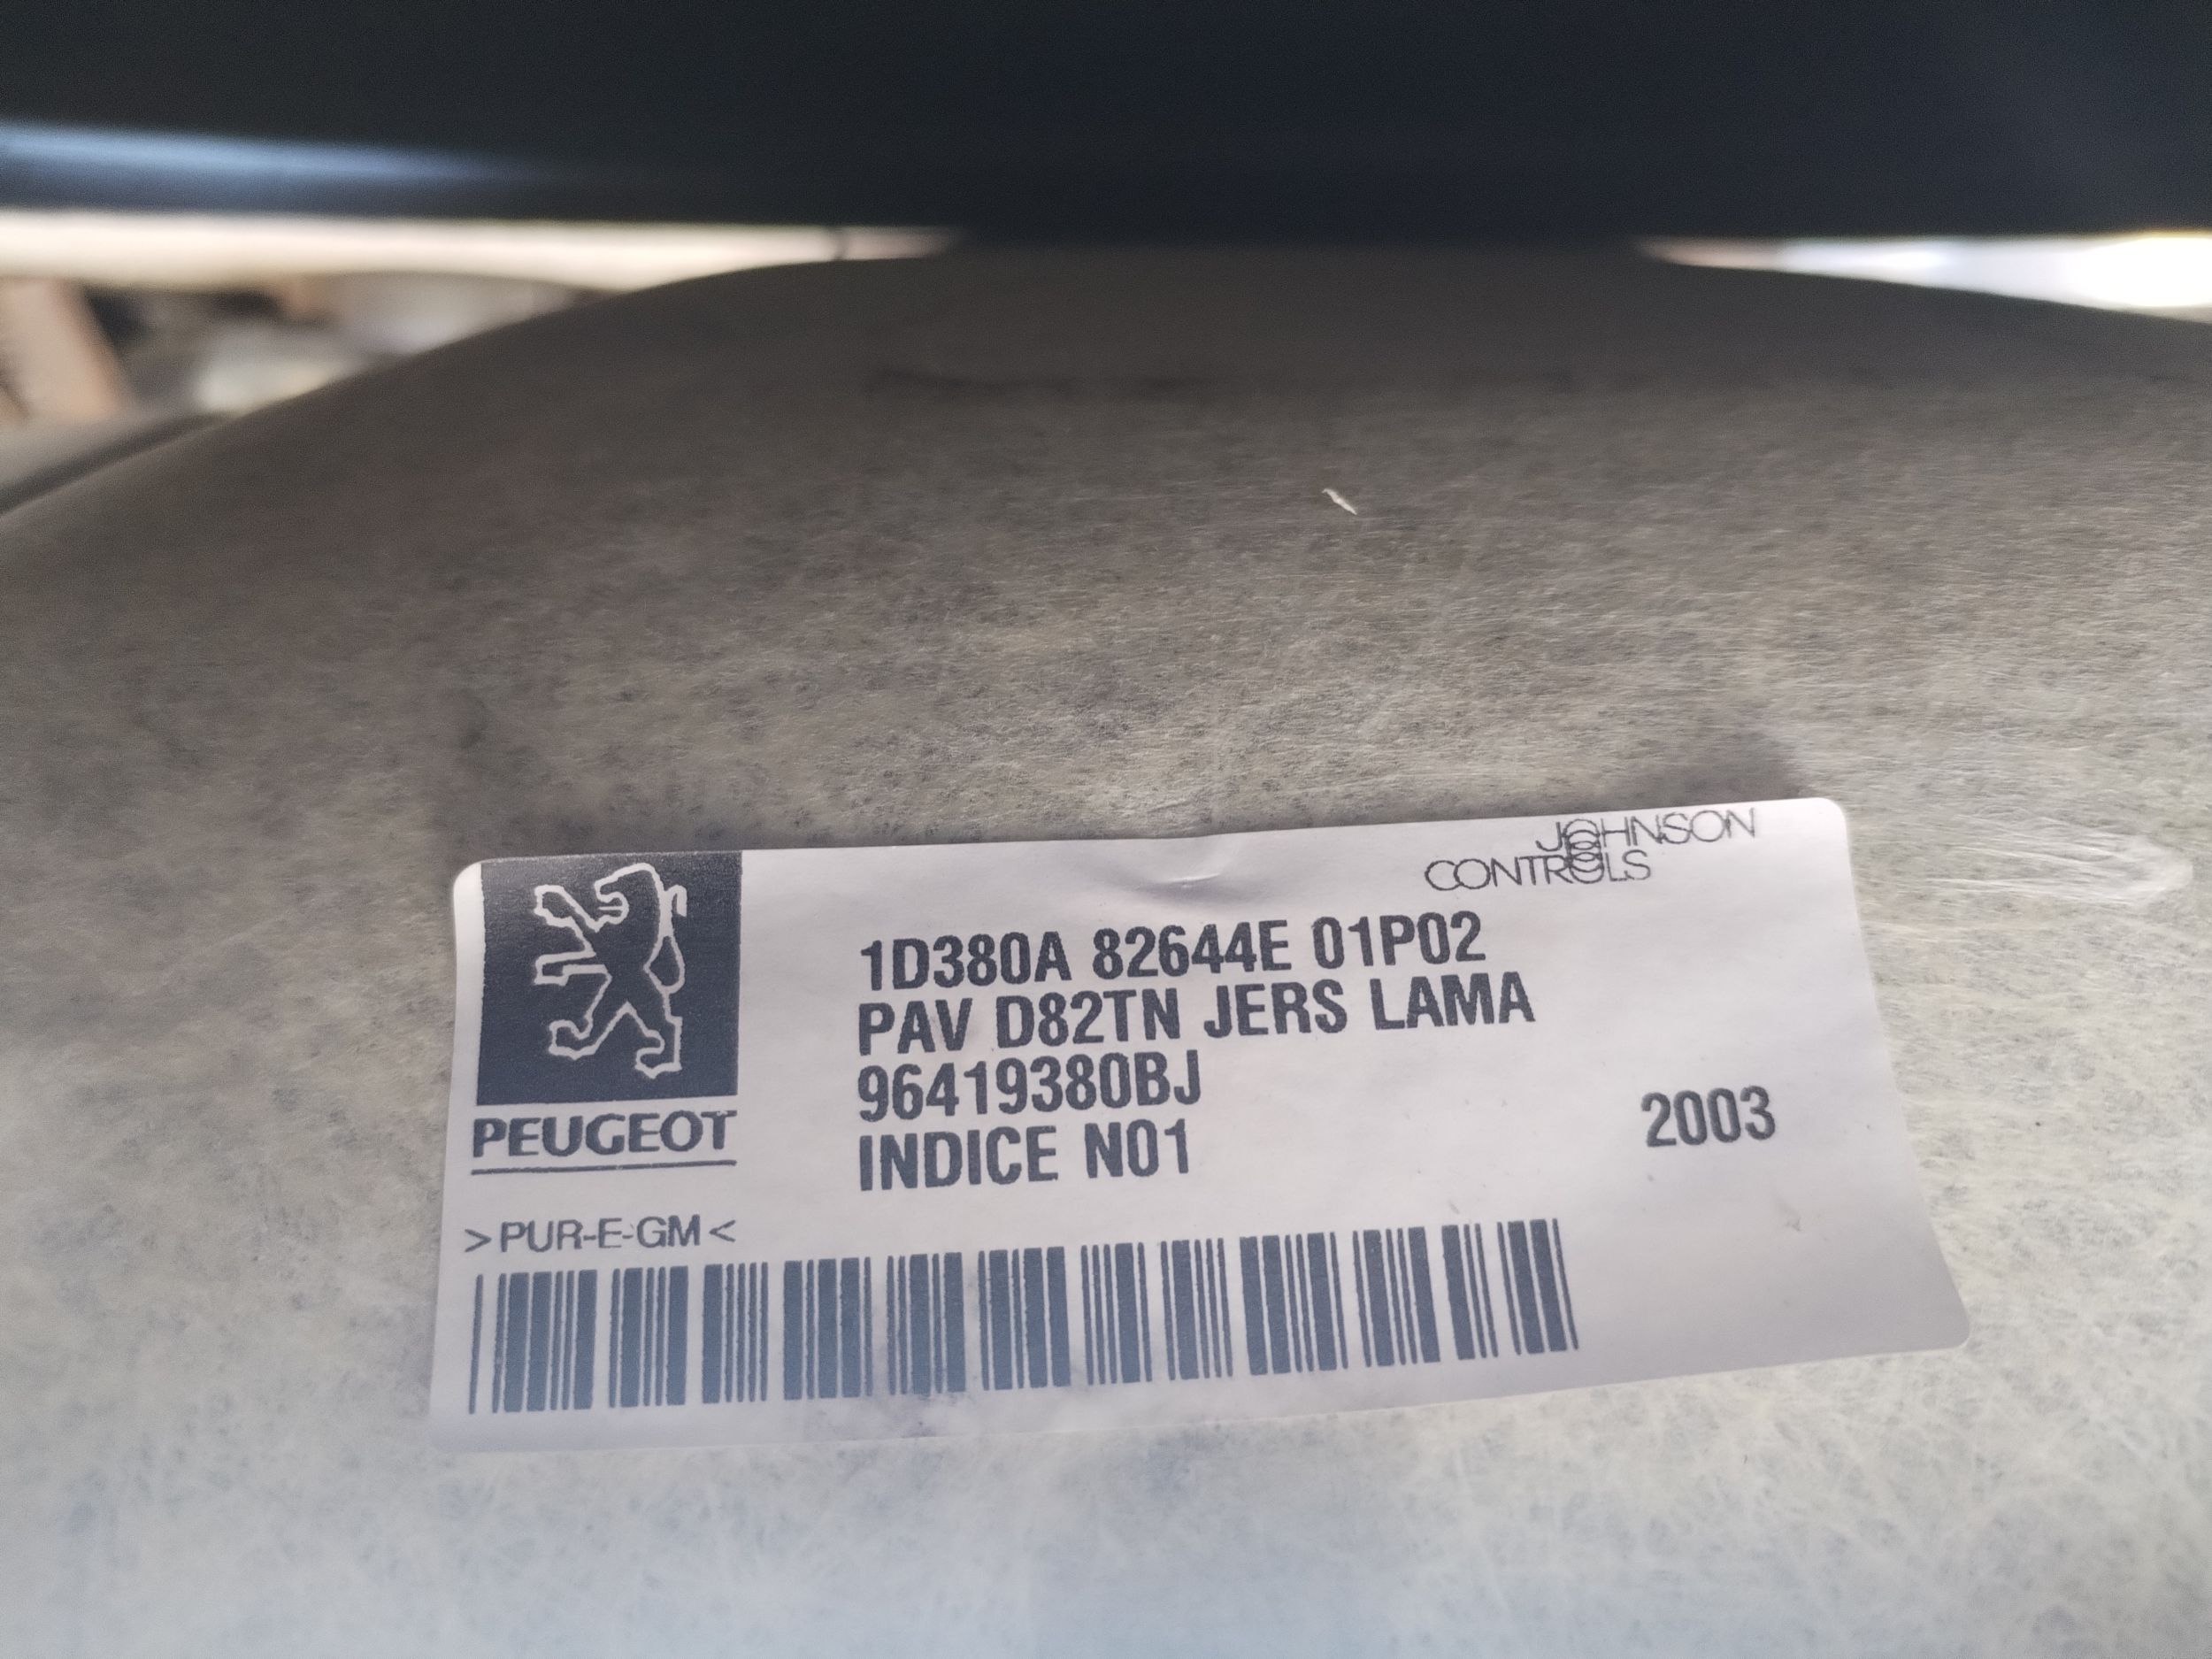 JOHNSON
CONTROLS
1D380A 82644E 01P02
PAV D82TN JERS LAMA
96419380BJ
INDICE N01
2003
PEUGEOT
>PUR-E-GM<